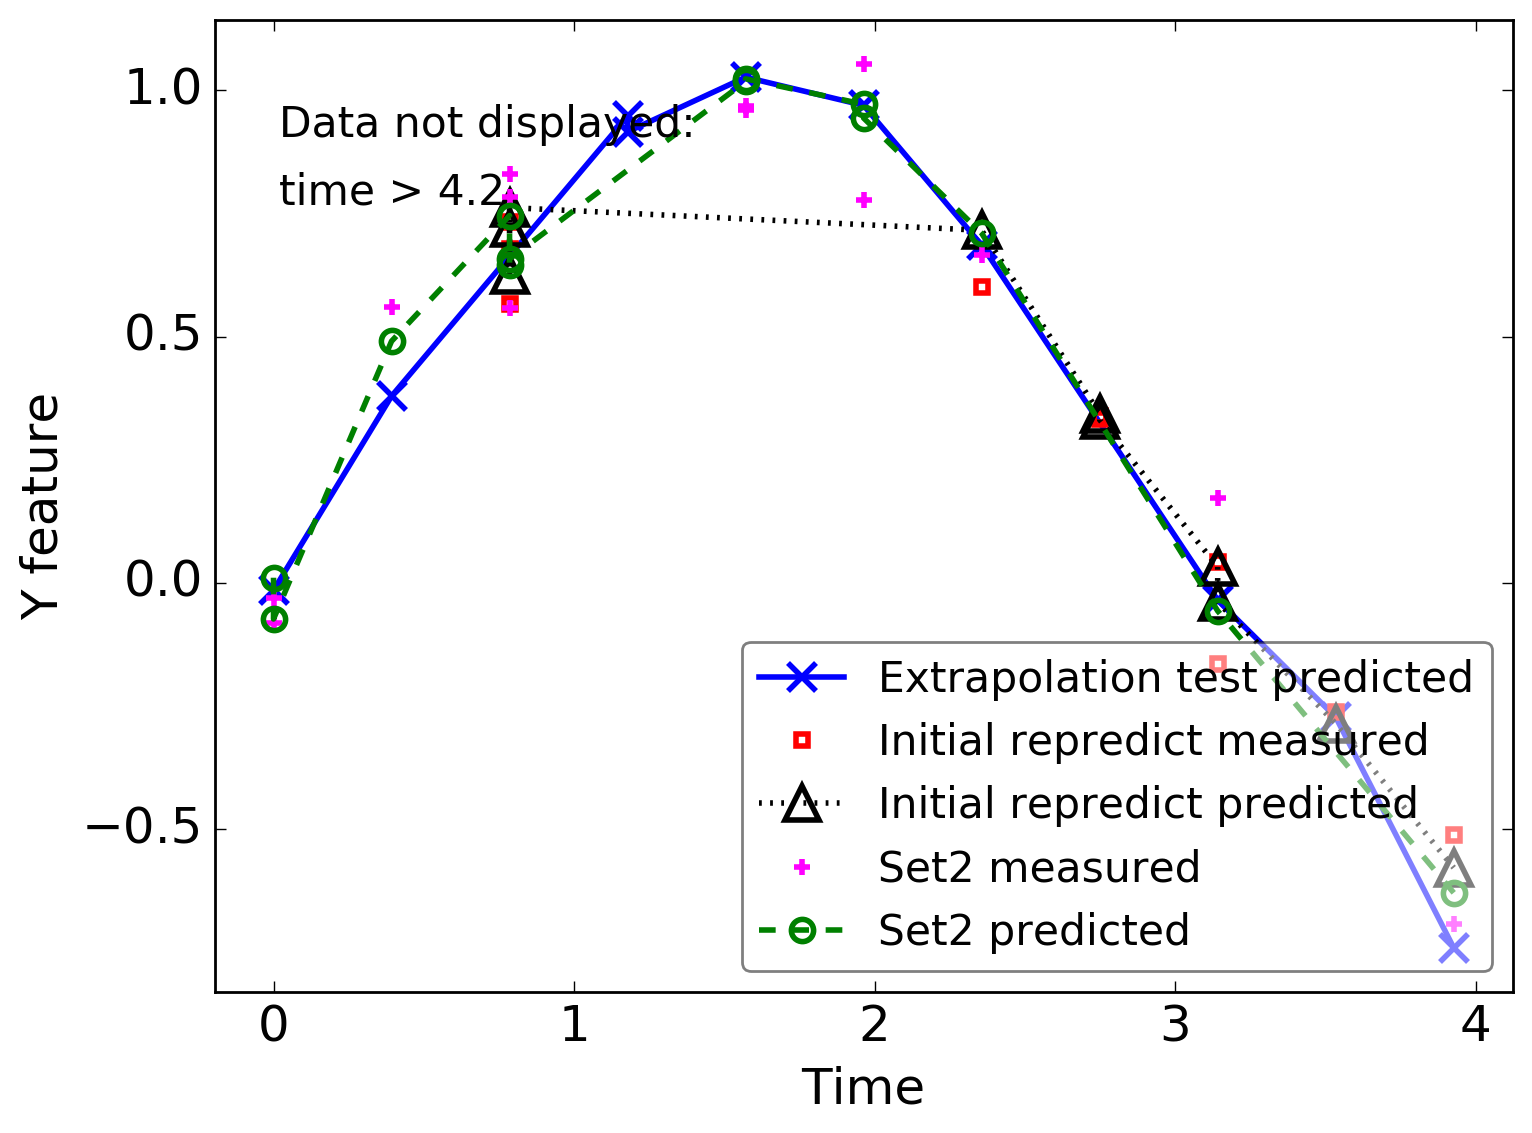 1.0
0.5
0.0
−0.5
Y feature
Data not displayed:
time > 4.2
Extrapolation test predicted
Initial repredict measured
Initial repredict predicted
Set2 measured
Set2 predicted
0 1 2 3 4
Time